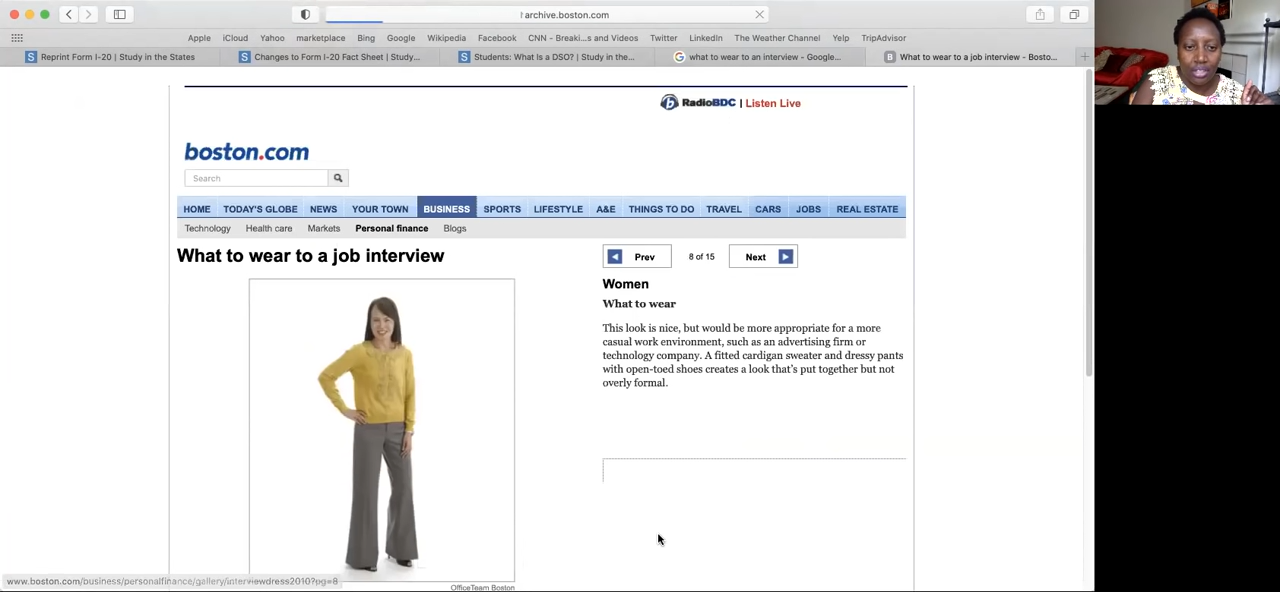 archive.boston.com
Apple iCloud Yahoo marketplace Bing Google Wikipedia Facebook CNN - Breaki...s and Videos Twitter LinkedIn The Weather Channel Yelp TripAdvisor
S Reprint Form I-20 | Study in the States S Changes to Form I-20 Fact Sheet | Study... S Students: What Is a DSO? | Study in the... G what to wear to an interview - Google... B What to wear to a job interview - Bosto...
b RadioBDC | Listen Live
boston.com
Search
HOME TODAY'S GLOBE NEWS YOUR TOWN BUSINESS SPORTS LIFESTYLE A&E THINGS TO DO TRAVEL CARS JOBS REAL ESTATE
Technology Health care Markets Personal finance Blogs
What to wear to a job interview
Prev 8 of 15 Next
Women
What to wear
This look is nice, but would be more appropriate for a more
casual work environment, such as an advertising firm or
technology company. A fitted cardigan sweater and dressy pants
with open-toed shoes creates a look that's put together but not
overly formal.
www.boston.com/business/personalfinance/gallery/interviewdress2010?pg=8
OfficeTeam Boston